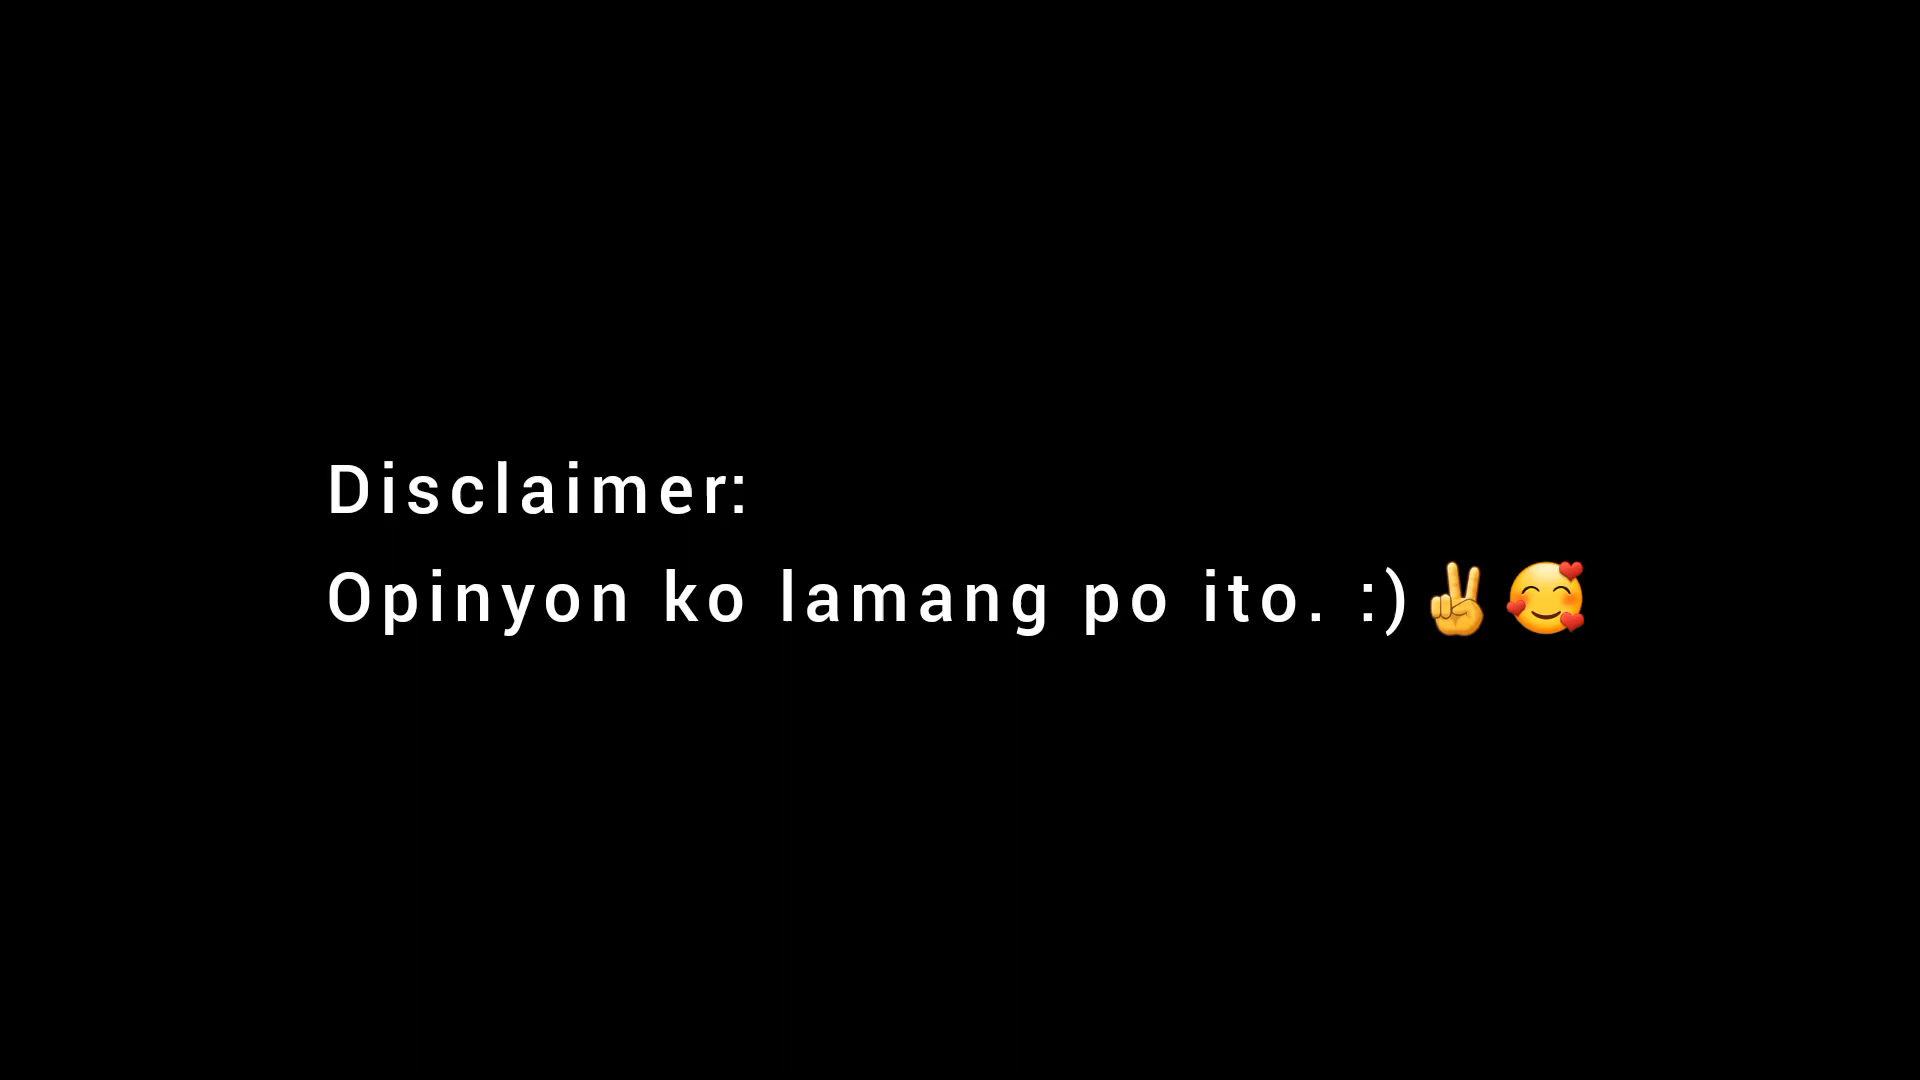 Disclaimer:
Opinyon ko lamang po ito. :)✌🥰